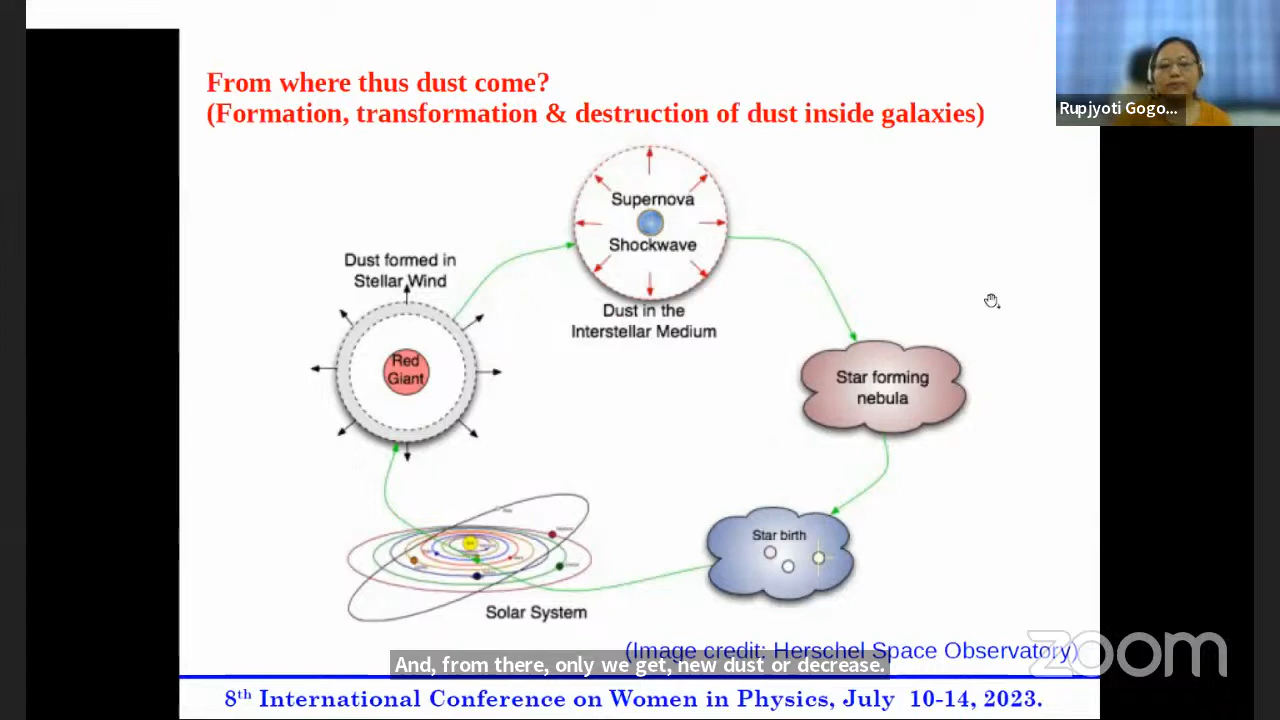 From where thus dust come?
(Formation, transformation & destruction of dust inside galaxies)
Rupjyoti Gogo...
Supernova
Shockwave
Dust in the
Interstellar Medium
Dust formed in
Stellar Wind
Red
Giant
Star forming
nebula
Star birth
Solar System
(Image credit: Herschel Space Observatory)
And, from there, only we get, new dust or decrease.
zoom
8th International Conference on Women in Physics, July 10-14, 2023.